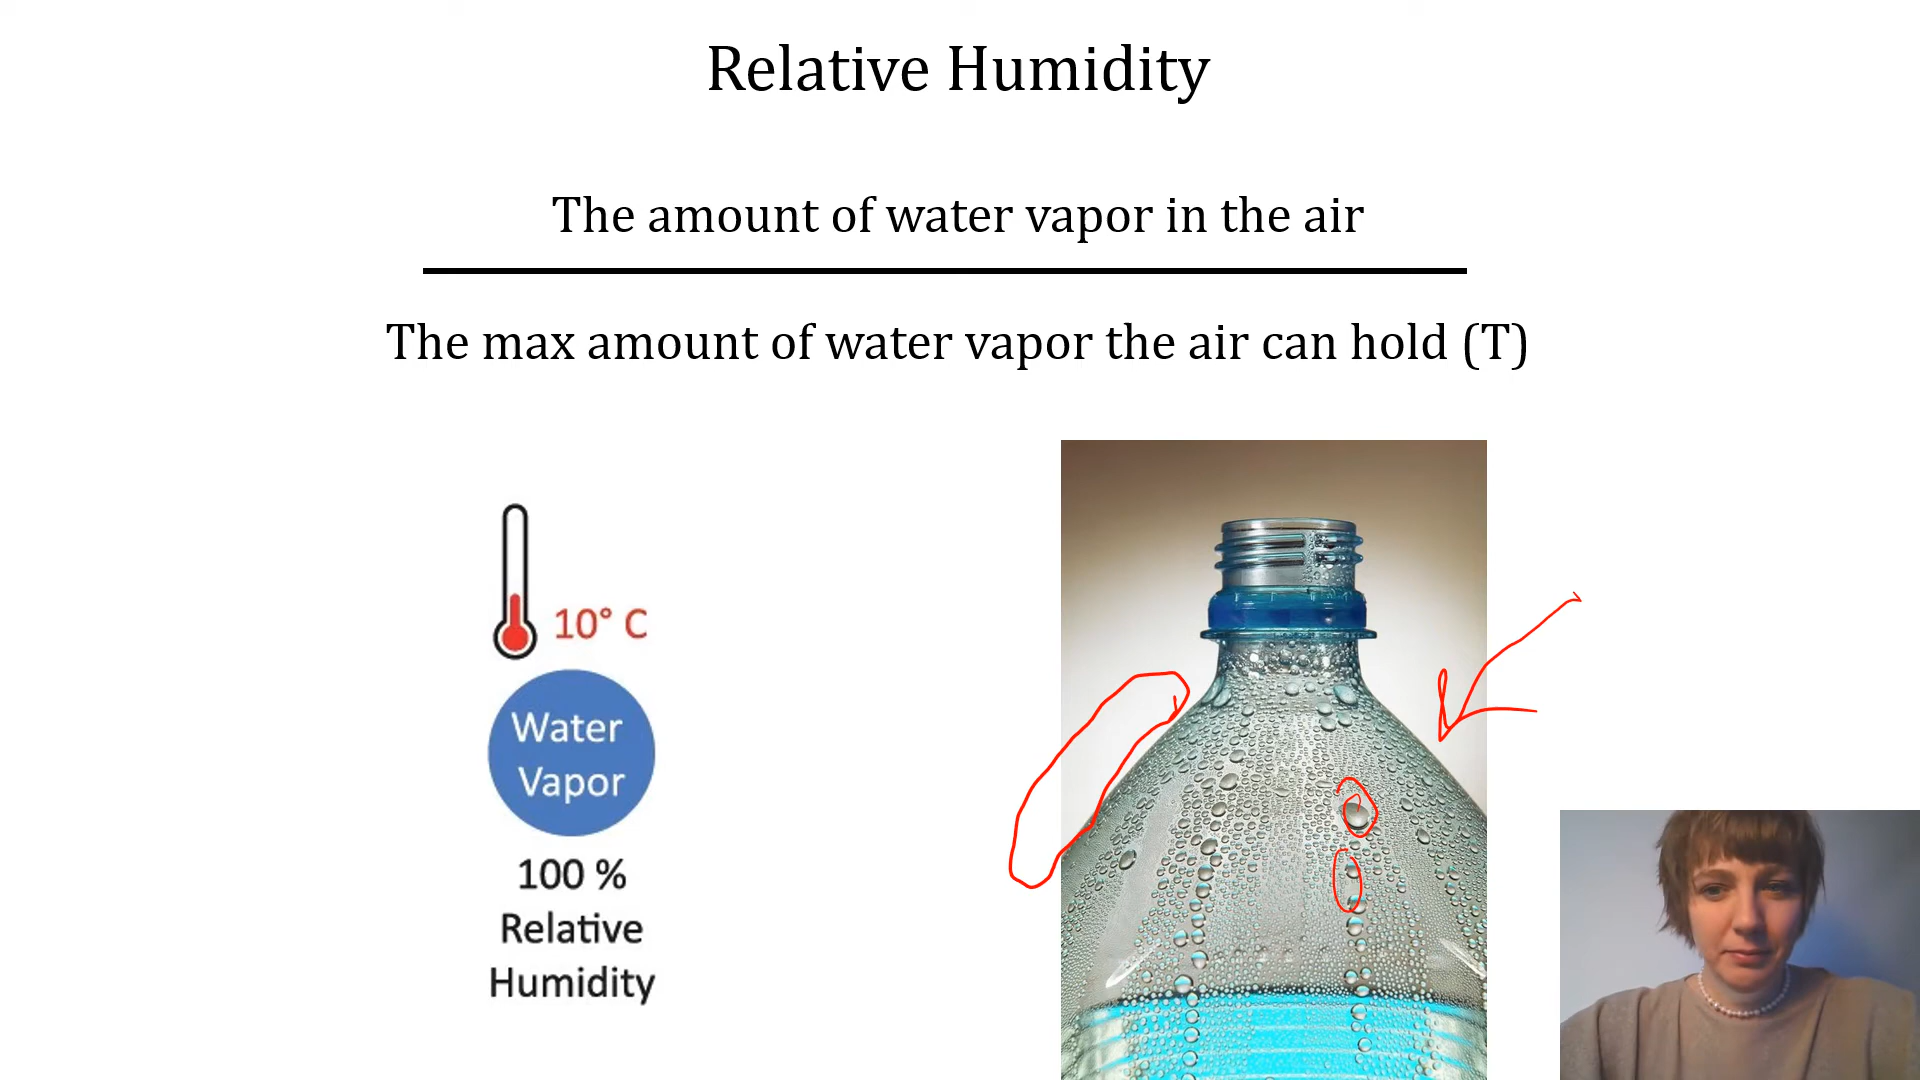 Relative Humidity
The amount of water vapor in the air
The max amount of water vapor the air can hold (T)
10° C
Water
Vapor
100 %
Relative
Humidity